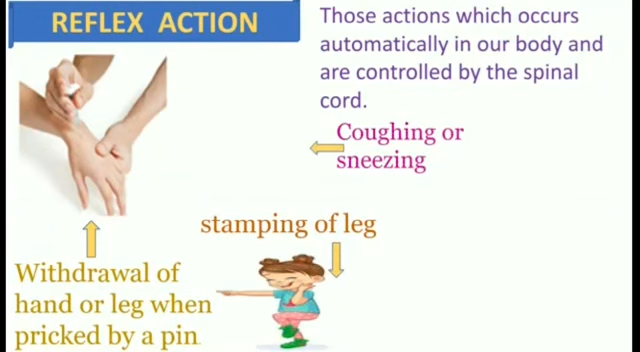 REFLEX ACTION
Those actions which occurs
automatically in our body and
are controlled by the spinal
cord.
Coughing or
sneezing
stamping of leg
Withdrawal of
hand or leg when
pricked by a pin